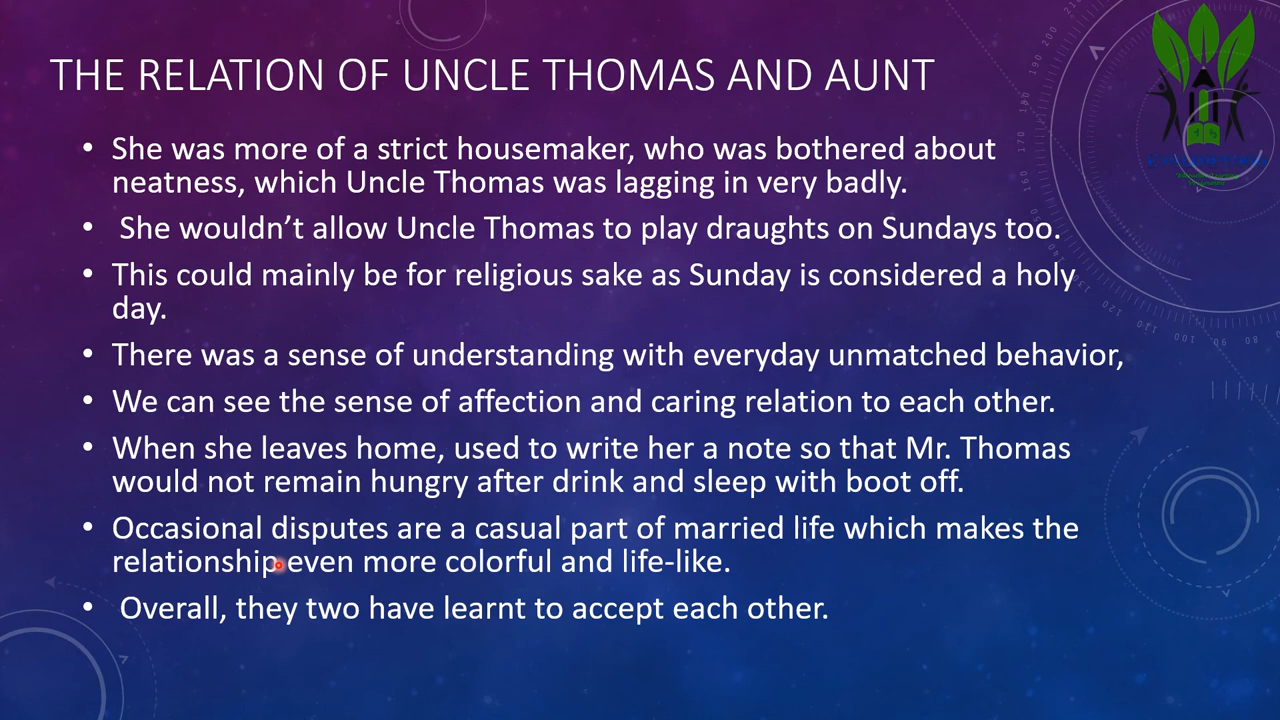 THE RELATION OF UNCLE THOMAS AND AUNT
• She was more of a strict housemaker, who was bothered about
neatness, which Uncle Thomas was lagging in very badly.
• She wouldn’t allow Uncle Thomas to play draughts on Sundays too.
• This could mainly be for religious sake as Sunday is considered a holy
day.
• There was a sense of understanding with everyday unmatched behavior,
• We can see the sense of affection and caring relation to each other.
• When she leaves home, used to write her a note so that Mr. Thomas
would not remain hungry after drink and sleep with boot off.
• Occasional disputes are a casual part of married life which makes the
relationship even more colorful and life-like.
• Overall, they two have learnt to accept each other.